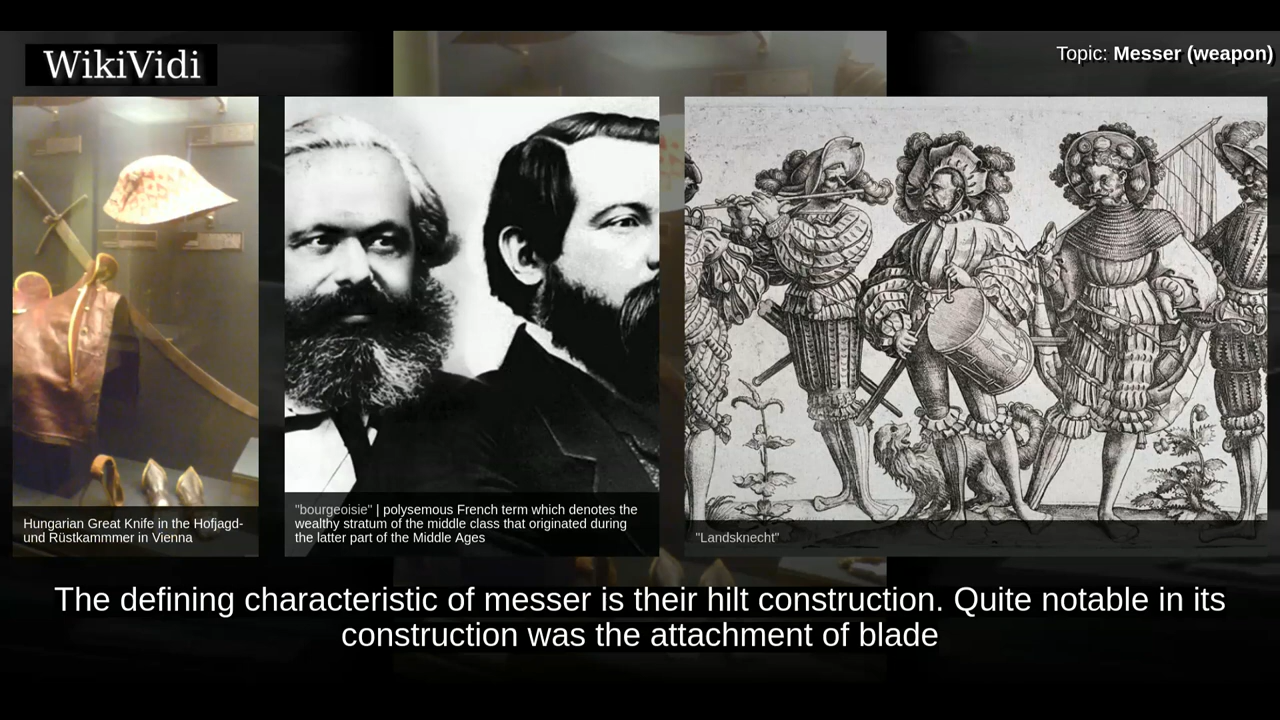 WikiVidi
Topic: Messer (weapon)
Hungarian Great Knife in the Hofjagd-
und Rüstkammmer in Vienna
"bourgeoisie" | polysemous French term which denotes the
wealthy stratum of the middle class that originated during
the latter part of the Middle Ages
"Landsknecht"
The defining characteristic of messer is their hilt construction. Quite notable in its
construction was the attachment of blade